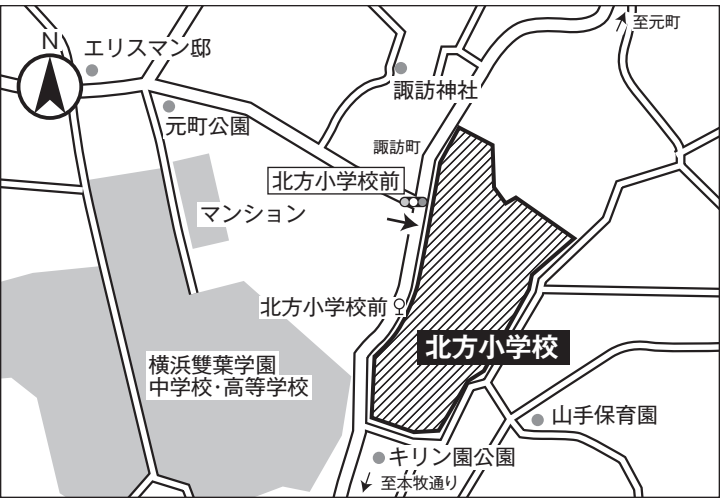 至元町
N
エリスマン邸
諏訪神社
元町公園
諏訪町
北方小学校前
マンション
北方小学校前
北方小学校
横浜雙葉学園
中学校･高等学校
山手保育園
キリン園公園
至本牧通り